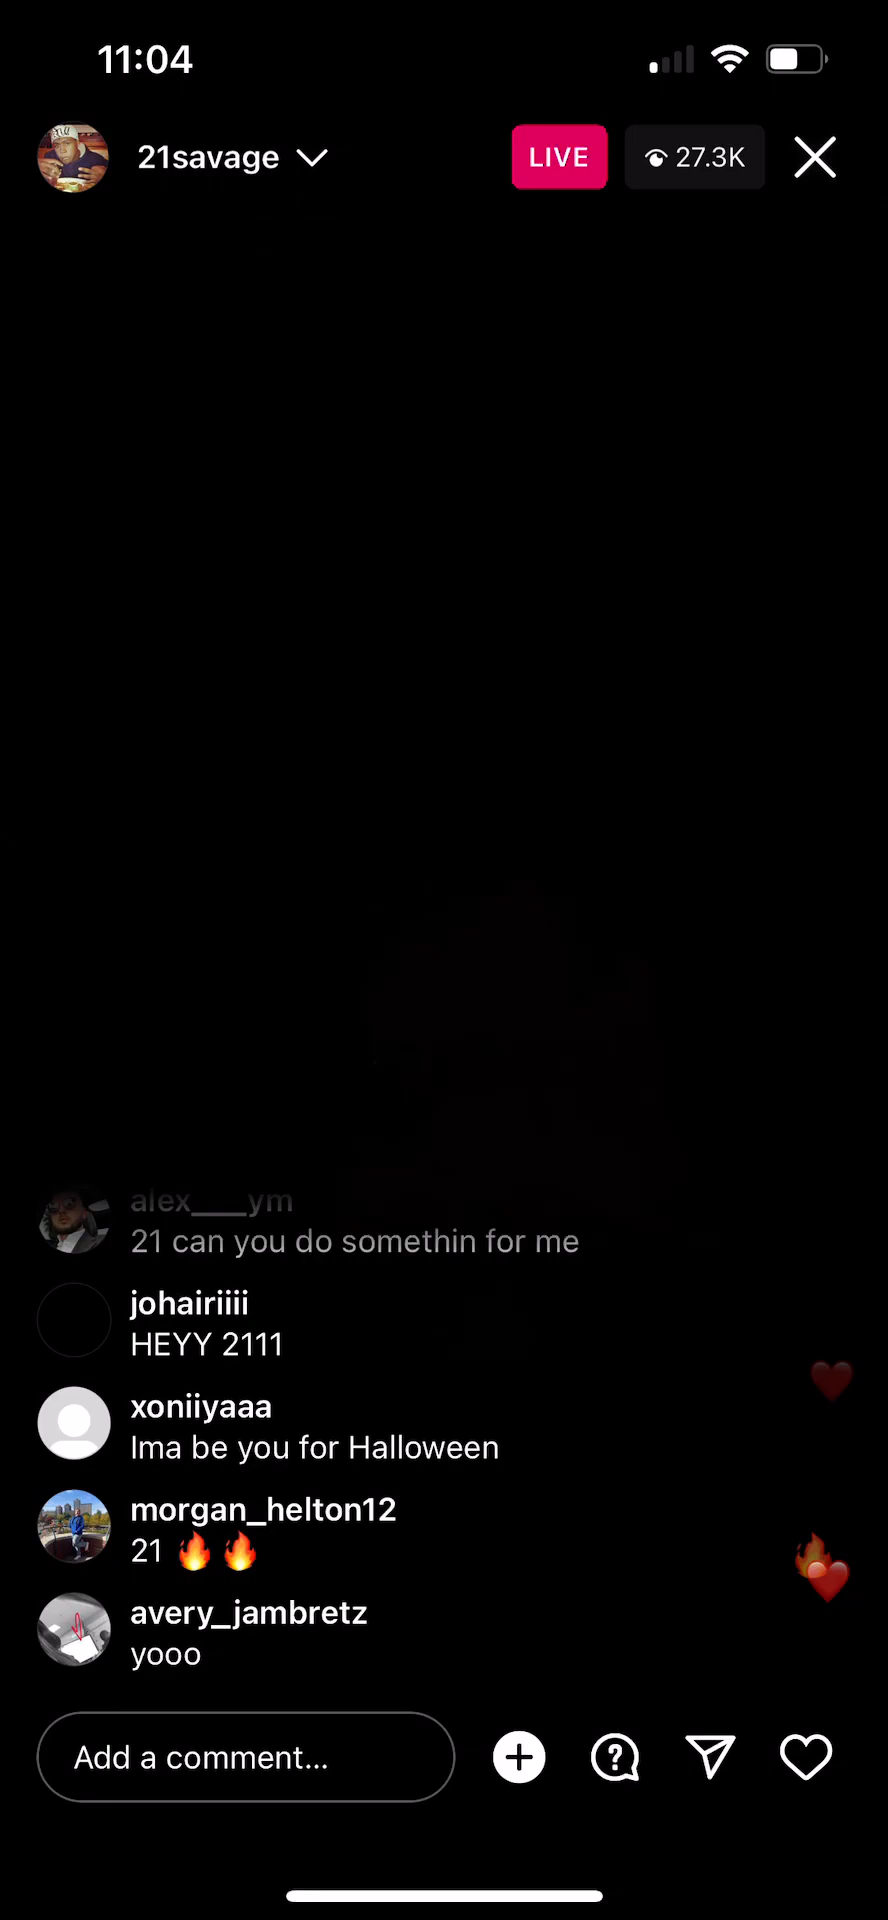 11:04
21savage
LIVE
27.3K
alex____ym
21 can you do somethin for me
johairiiii
HEYY 2111
xoniiyaaa
Ima be you for Halloween
morgan_helton12
21 🔥 🔥
avery_jambretz
yooo
Add a comment...